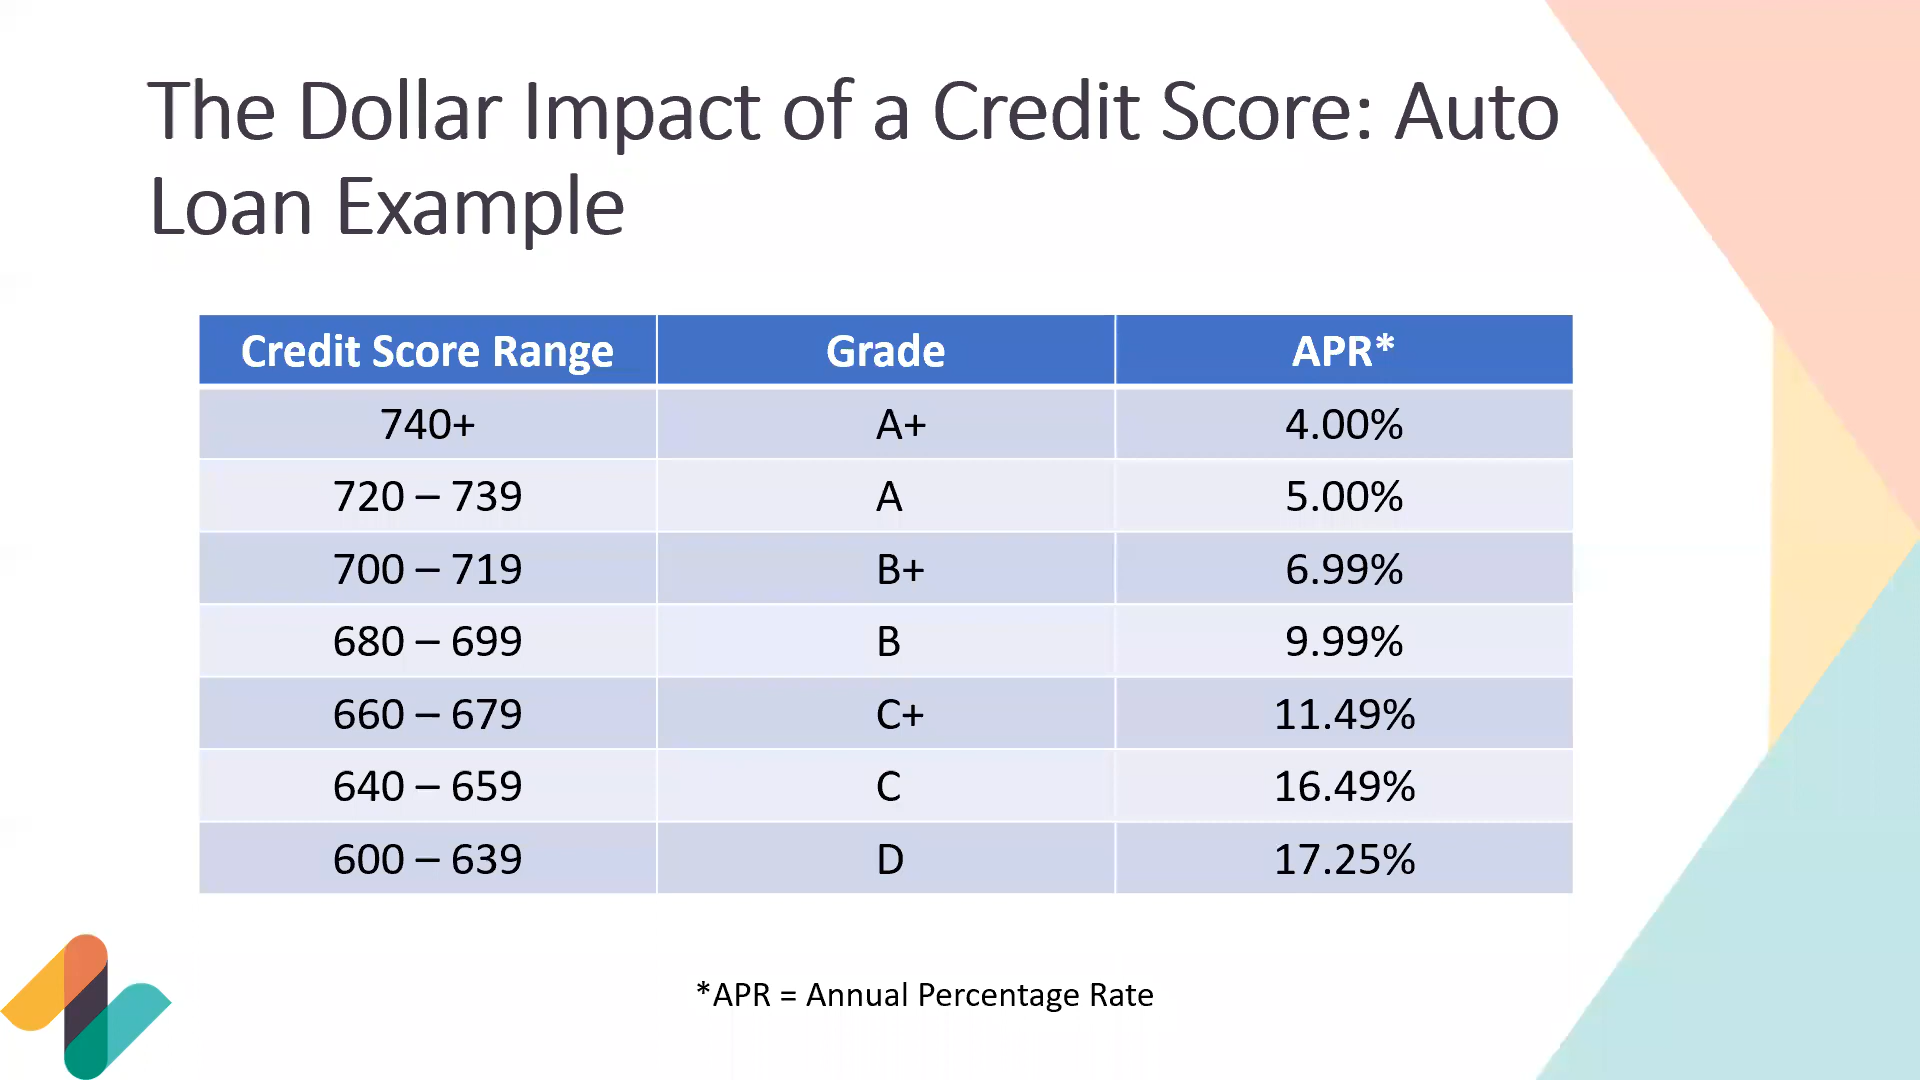 The Dollar Impact of a Credit Score: Auto
Loan Example
Credit Score Range Grade APR*
740+ A+ 4.00%
720 – 739 A 5.00%
700 – 719 B+ 6.99%
680 – 699 B 9.99%
660 – 679 C+ 11.49%
640 – 659 C 16.49%
600 – 639 D 17.25%
*APR = Annual Percentage Rate